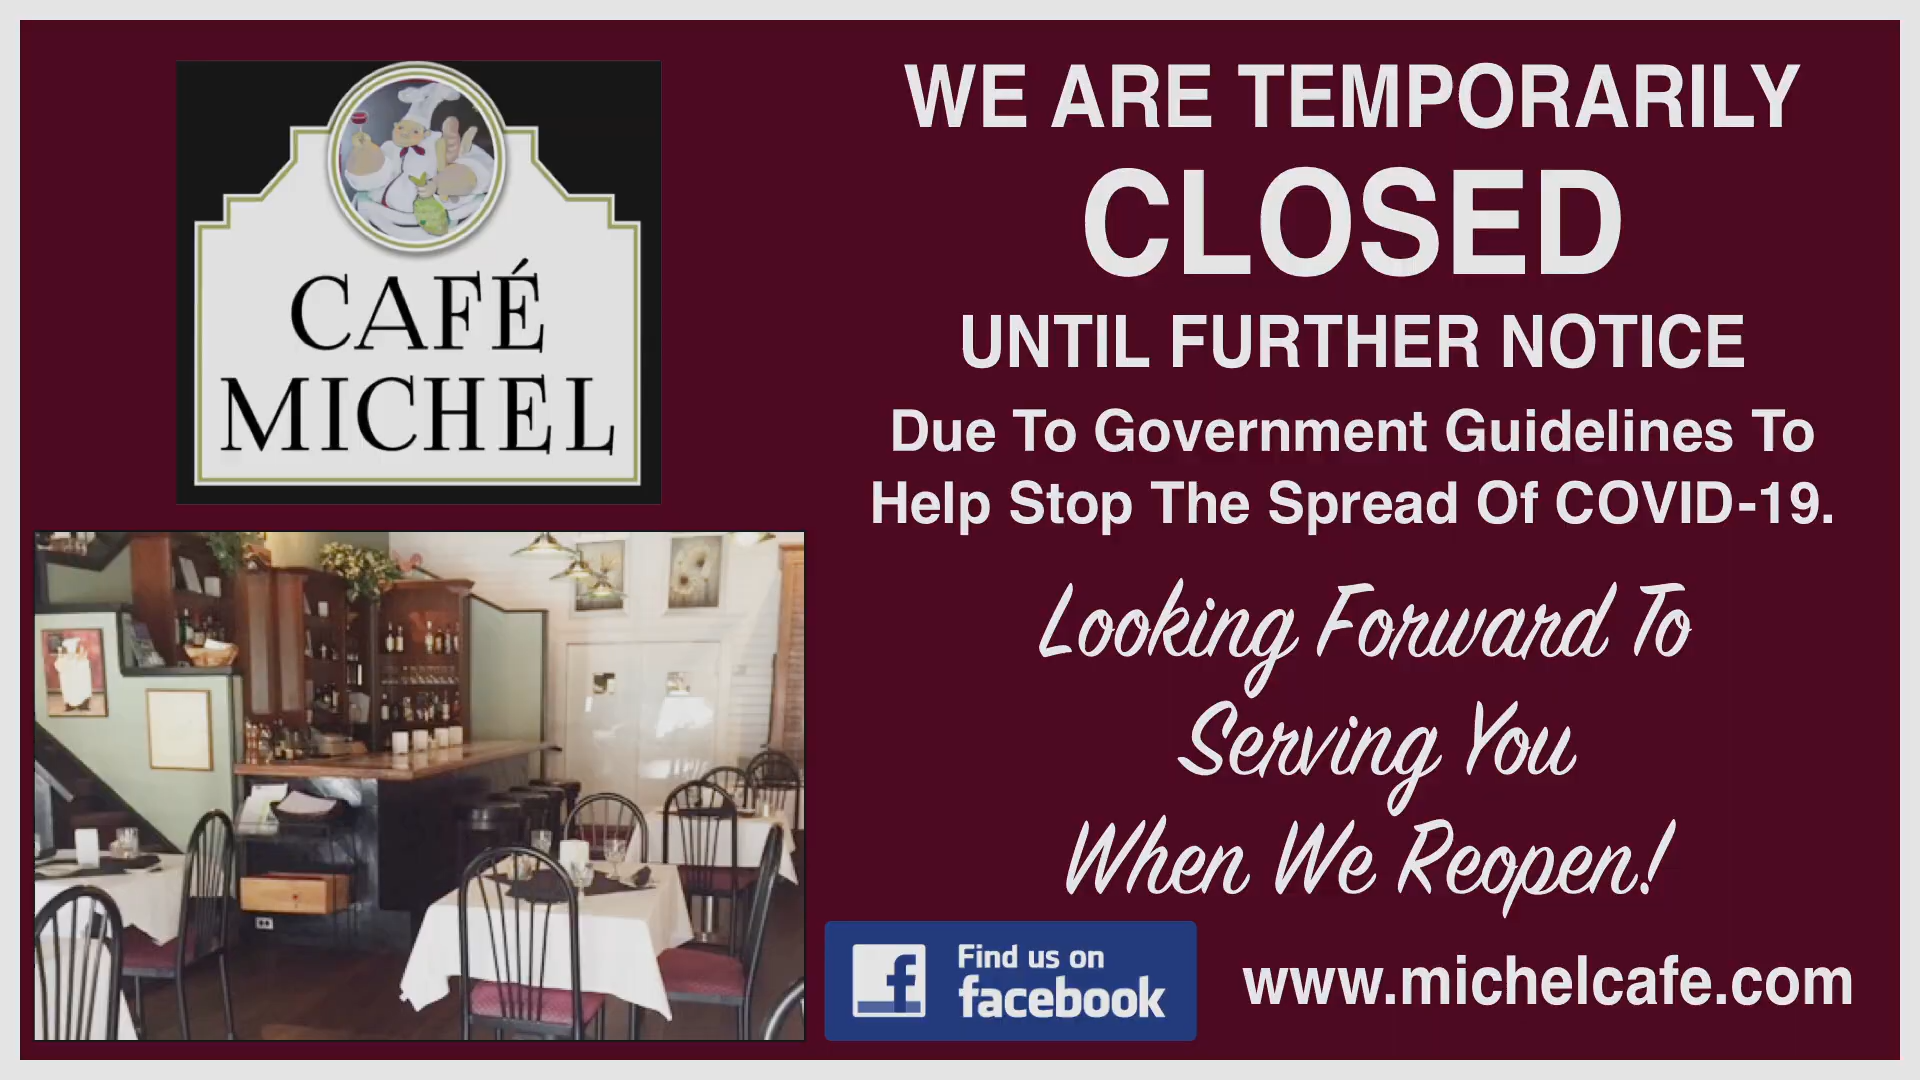 CAFÉ
MICHEL
WE ARE TEMPORARILY
CLOSED
UNTIL FURTHER NOTICE
Due To Government Guidelines To
Help Stop The Spread Of COVID-19.
Looking Forward To
Serving You
When We Reopen!
Find us on
facebook
www.michelcafe.com